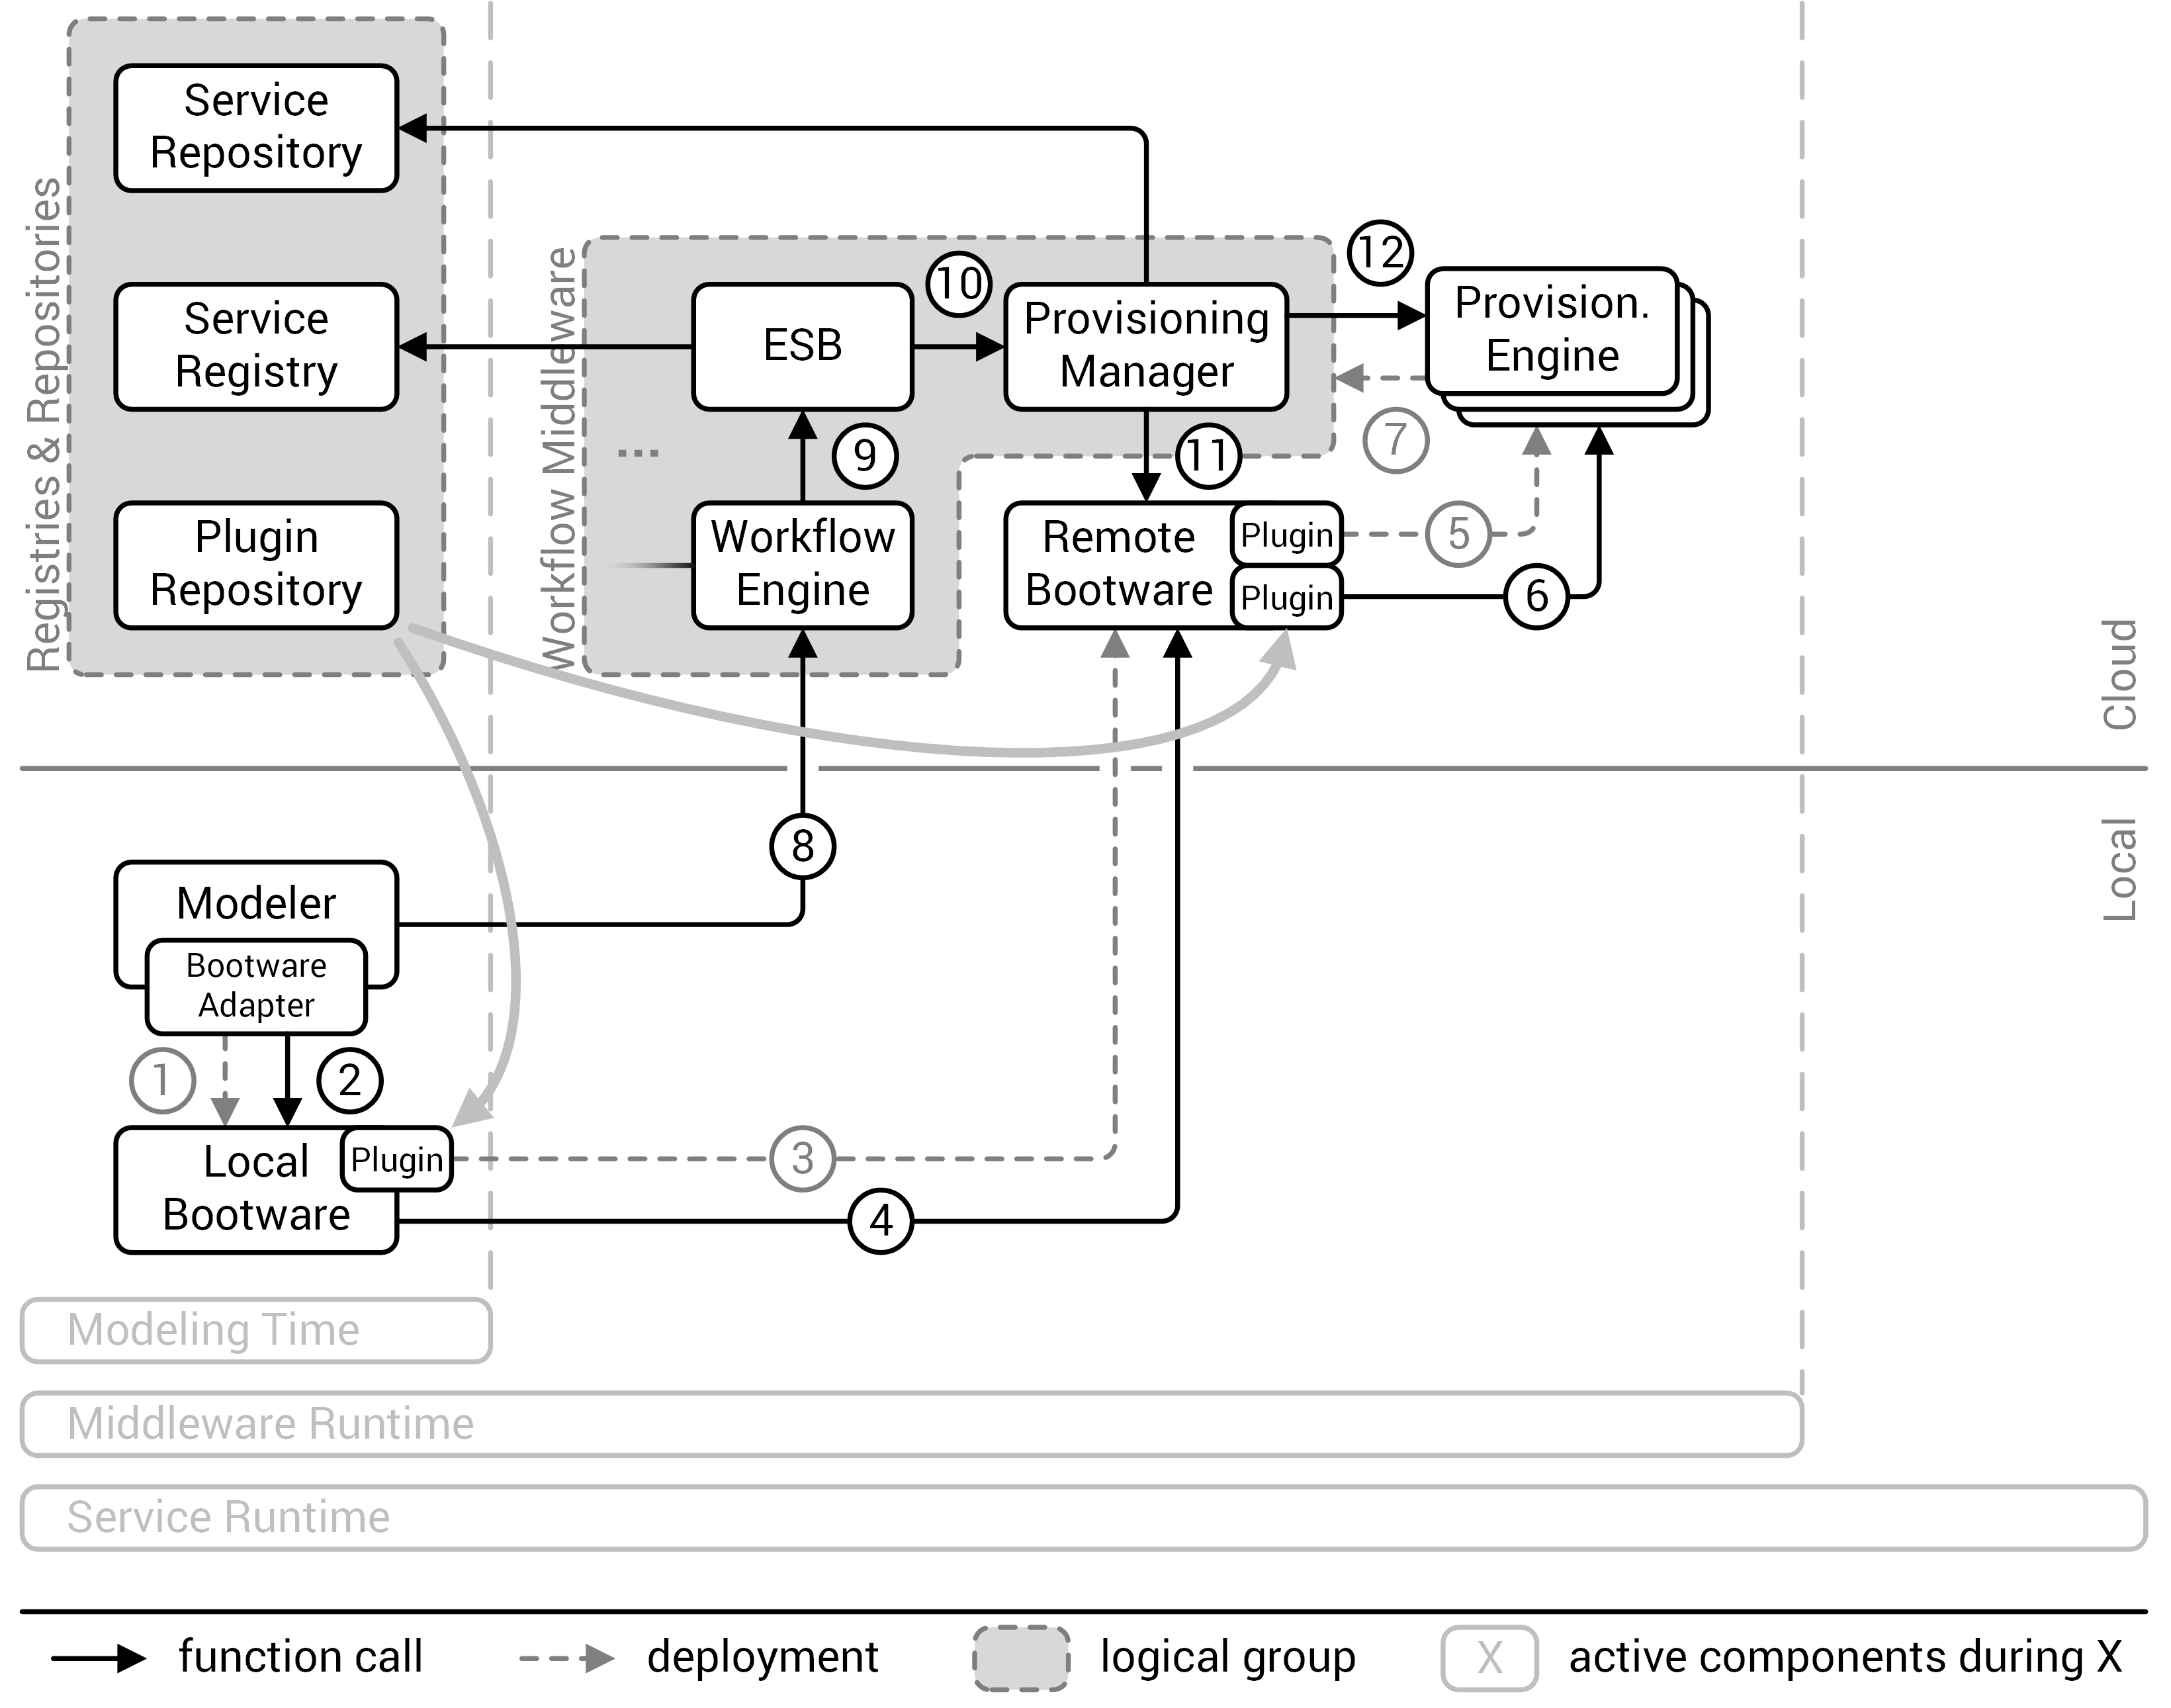 Registries & Repositories
Service
Repository
Service
Registry
Plugin
Repository
Workflow Middleware
ESB
10
Provisioning
Manager
12
Provision.
Engine
7
...
9
11
Workflow
Engine
Remote
Bootware
Plugin
Plugin
5
6
Cloud
Local
8
Modeler
Bootware
Adapter
1
2
Local
Bootware
Plugin
3
4
Modeling Time
Middleware Runtime
Service Runtime
function call
deployment
logical group
X
active components during X